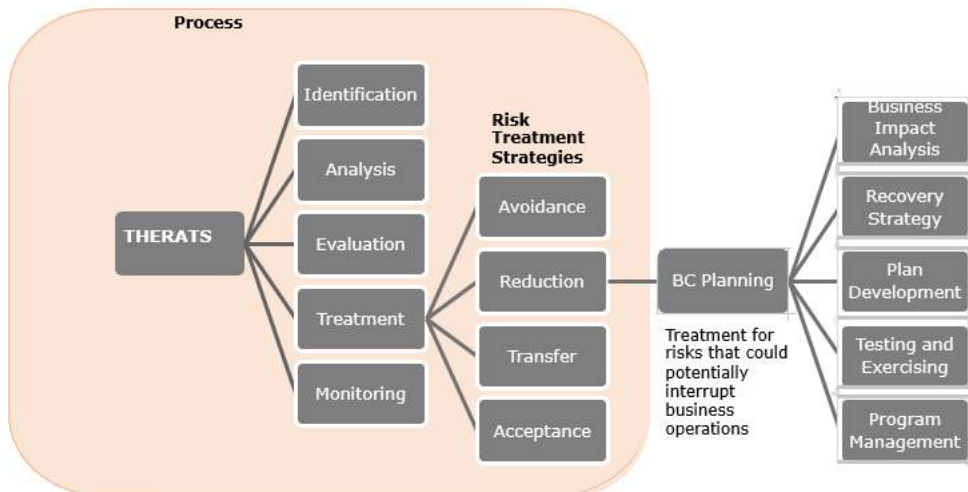 Process
THERATS
Identification
Analysis
Evaluation
Treatment
Monitoring
Risk
Treatment
Strategies
Avoidance
Reduction
Transfer
Acceptance
BC Planning
Treatment for
risks that could
potentially
interrupt
business
operations
Business
Impact
Analysis
Recovery
Strategy
Plan
Development
Testing and
Exercising
Program
Management